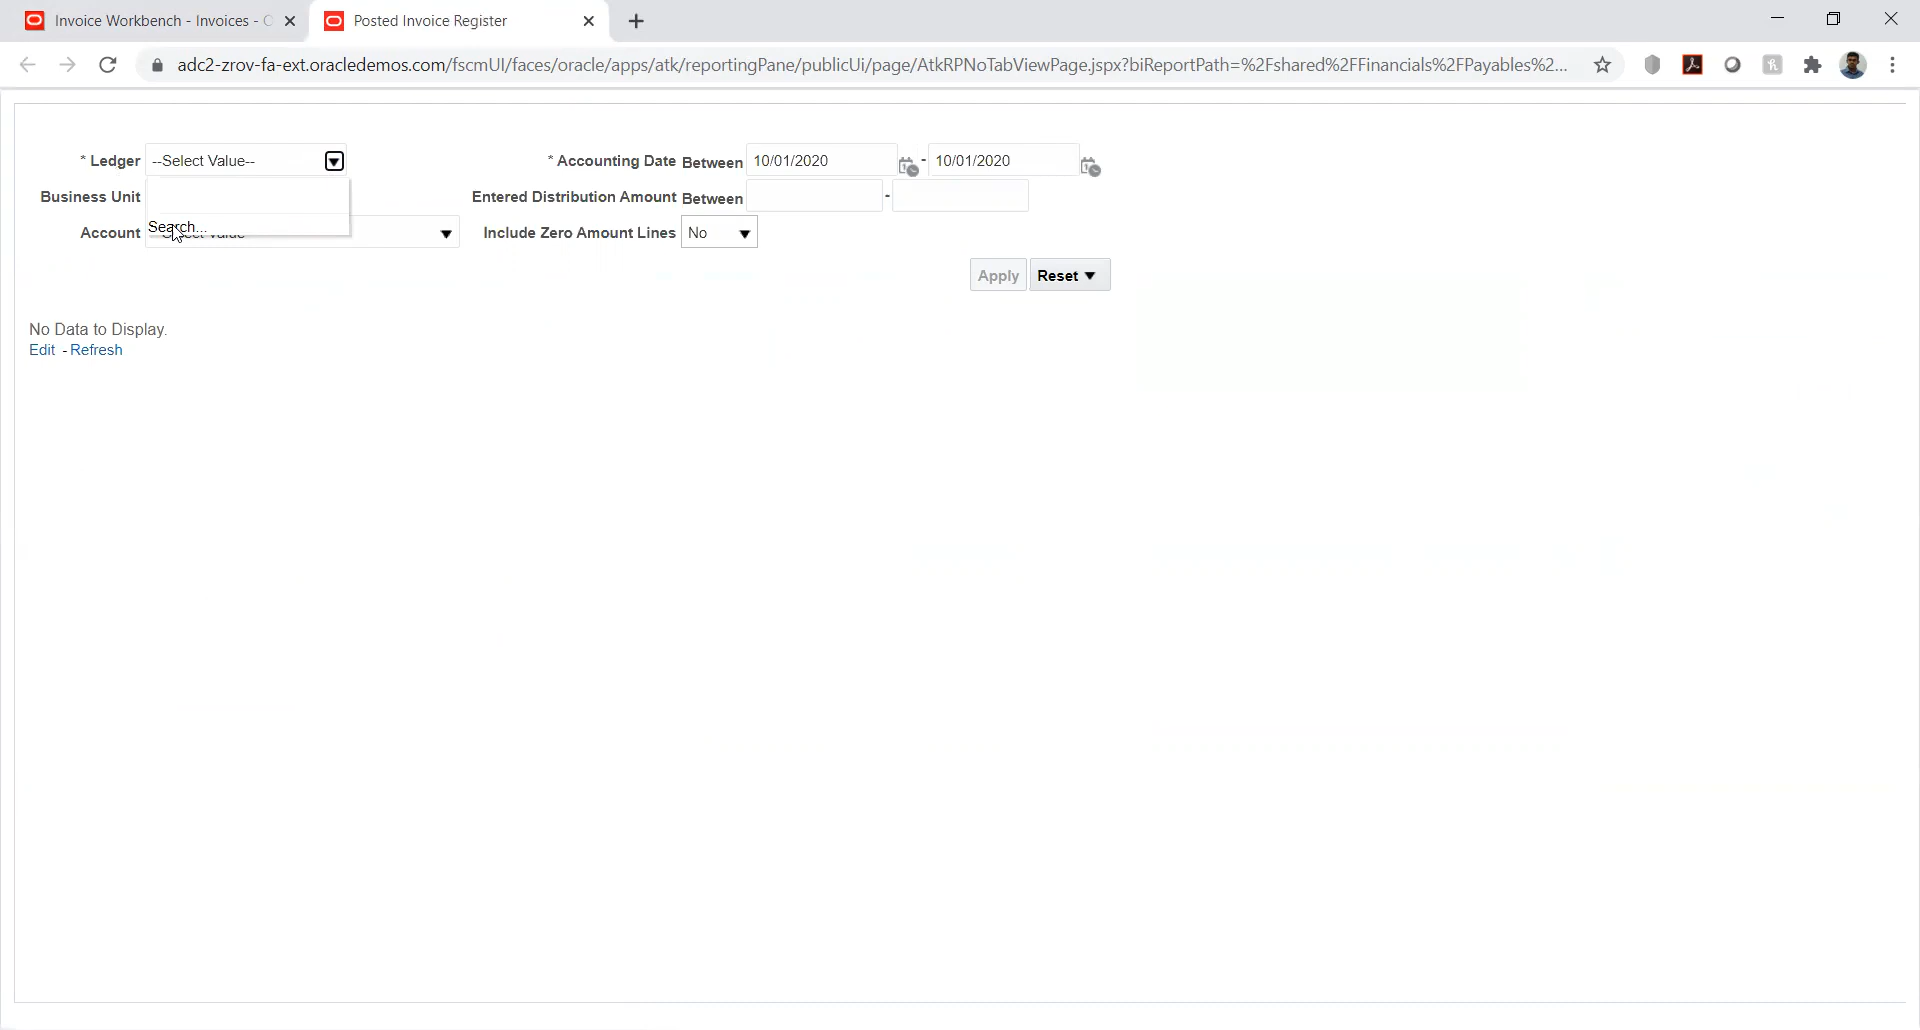 Invoice Workbench - Invoices - O
Posted Invoice Register
adc2-zrov-fa-ext.oracledemos.com/fscmUI/faces/oracle/apps/atk/reportingPane/publicUi/page/AtkRPNoTabViewPage.jspx?biReportPath=%2Fshared%2FFinancials%2FPayables%2...
* Ledger --Select Value-- * Accounting Date Between 10/01/2020 - 10/01/2020
Business Unit Entered Distribution Amount Between -
Search...
Account Include Zero Amount Lines No
Apply Reset
No Data to Display.
Edit - Refresh